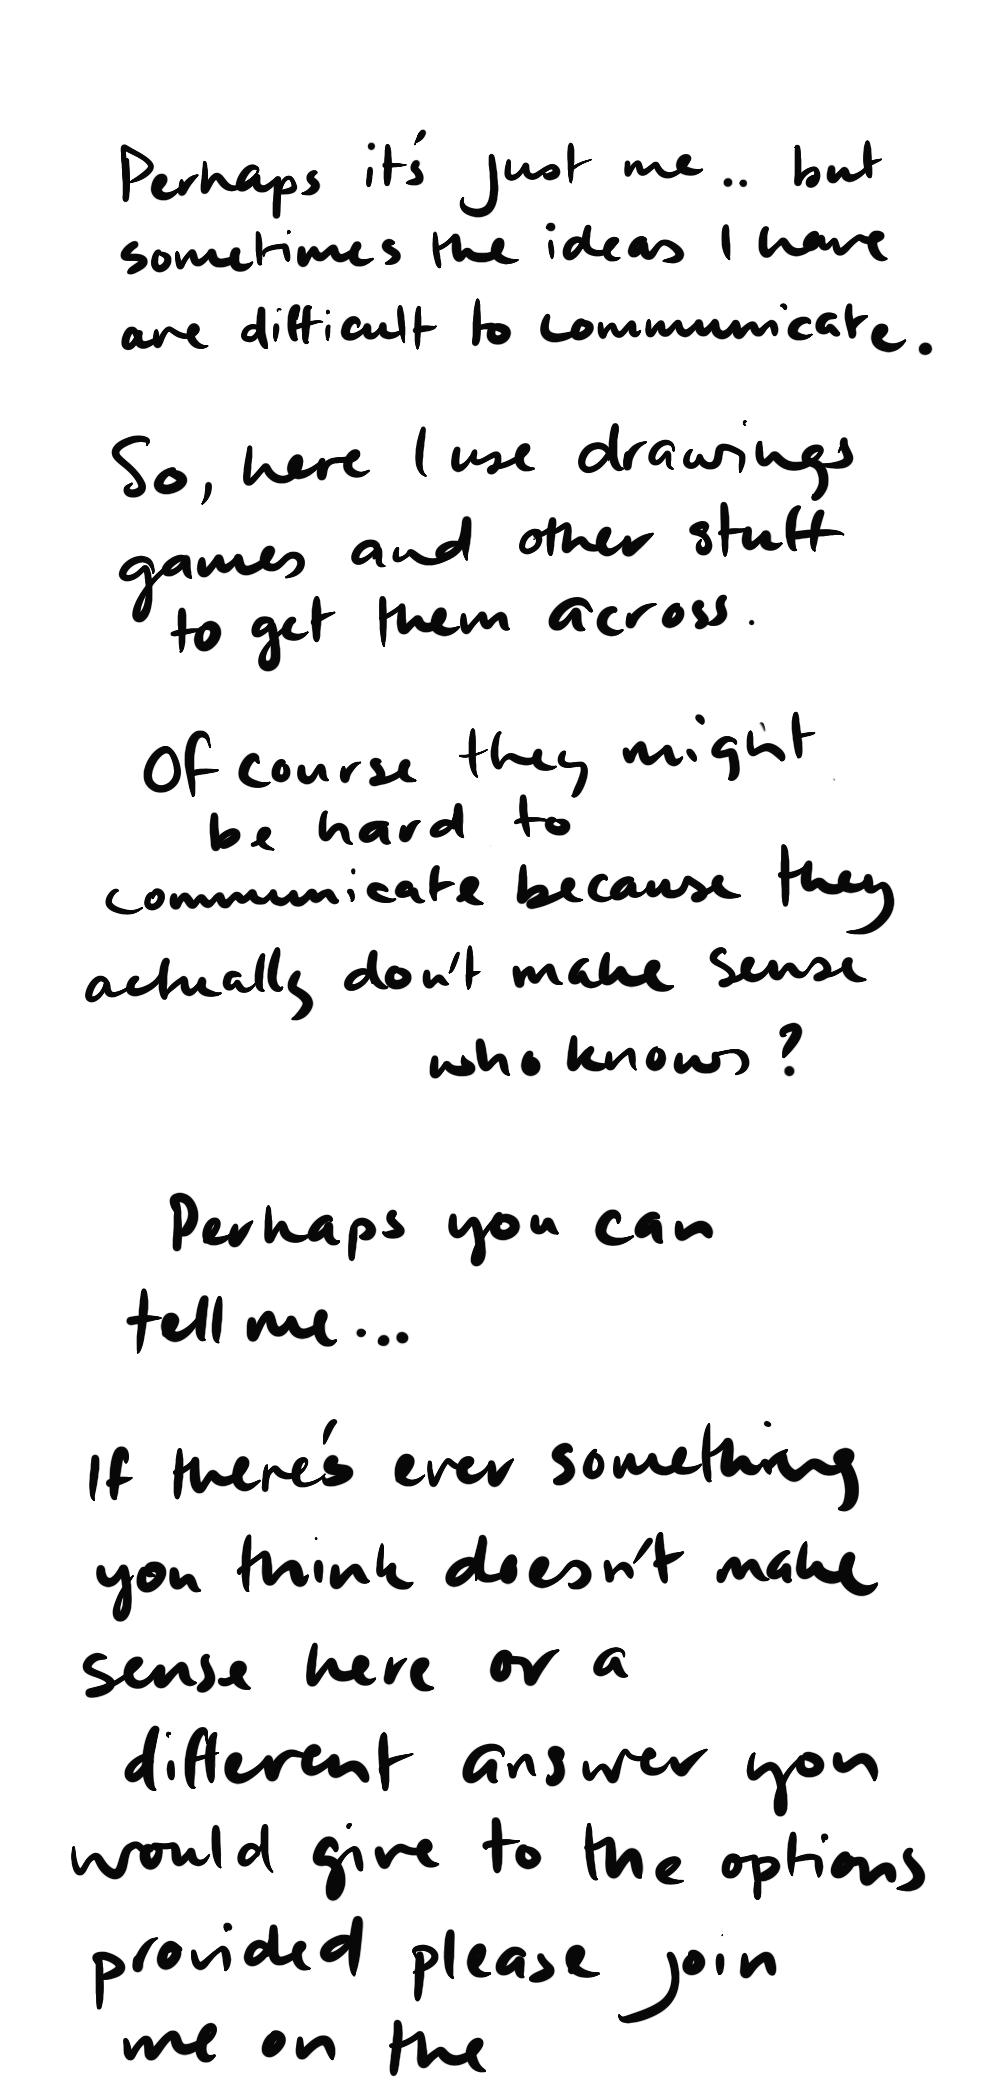 Perhaps it's just me.. but
sometimes the ideas I have
are difficult to communicate.
So, here I use drawings
games and other stuff
to get them across.
Of course they might
be hard to
communicate because they
actually don't make sense
who knows?
Perhaps you can
tell me...
If there's ever something
you think doesn't make
sense here or a
different answer you
would give to the options
provided please join
me on the